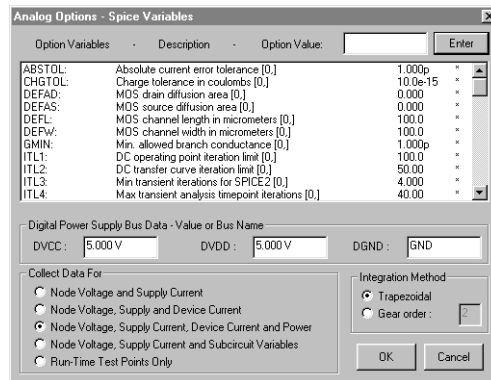 Analog Options - Spice Variables
Option Variables - Description - Option Value: Enter
ABSTOL: Absolute current error tolerance [0,] 1.000p *
CHGTOL: Charge tolerance in coulombs [0,] 10.0e-15 *
DEFAD: MOS drain diffusion area [0,] 0.000 *
DEFAS: MOS source diffusion area [0,] 0.000 *
DEFL: MOS channel length in micrometers [0,] 100.0 *
DEFW: MOS channel width in micrometers [0,] 100.0 *
GMIN: Min. allowed branch conductance [0,] 1.000p *
ITL1: DC operating point iteration limit [0,] 100.0 *
ITL2: DC transfer curve iteration limit [0,] 50.00 *
ITL3: Min transient iterations for SPICE2 [0,] 4.000 *
ITL4: Max transient analysis timepoint iterations [0,] 40.00 *
Digital Power Supply Bus Data - Value or Bus Name
DVCC : 5.000 V DVDD : 5.000 V DGND : GND
Collect Data For
Node Voltage and Supply Current
Node Voltage, Supply and Device Current
Node Voltage, Supply Current, Device Current and Power
Node Voltage, Supply Current and Subcircuit Variables
Run-Time Test Points Only
Integration Method
Trapezoidal
Gear order : 2
OK Cancel